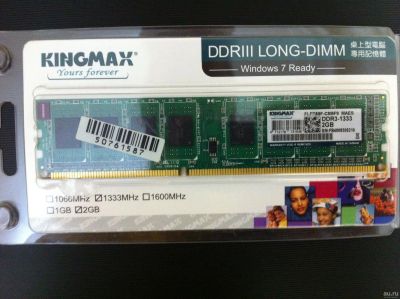 KINGMAX®
Yours forever
DDRIII LONG-DIMM
Windows 7 Ready
桌上型電腦
專用記憶體
KINGMAX
DDR3-1333
2GB
50761587
□1066MHz ☑1333MHz □1600MHz
□1GB ☑2GB
au.ru